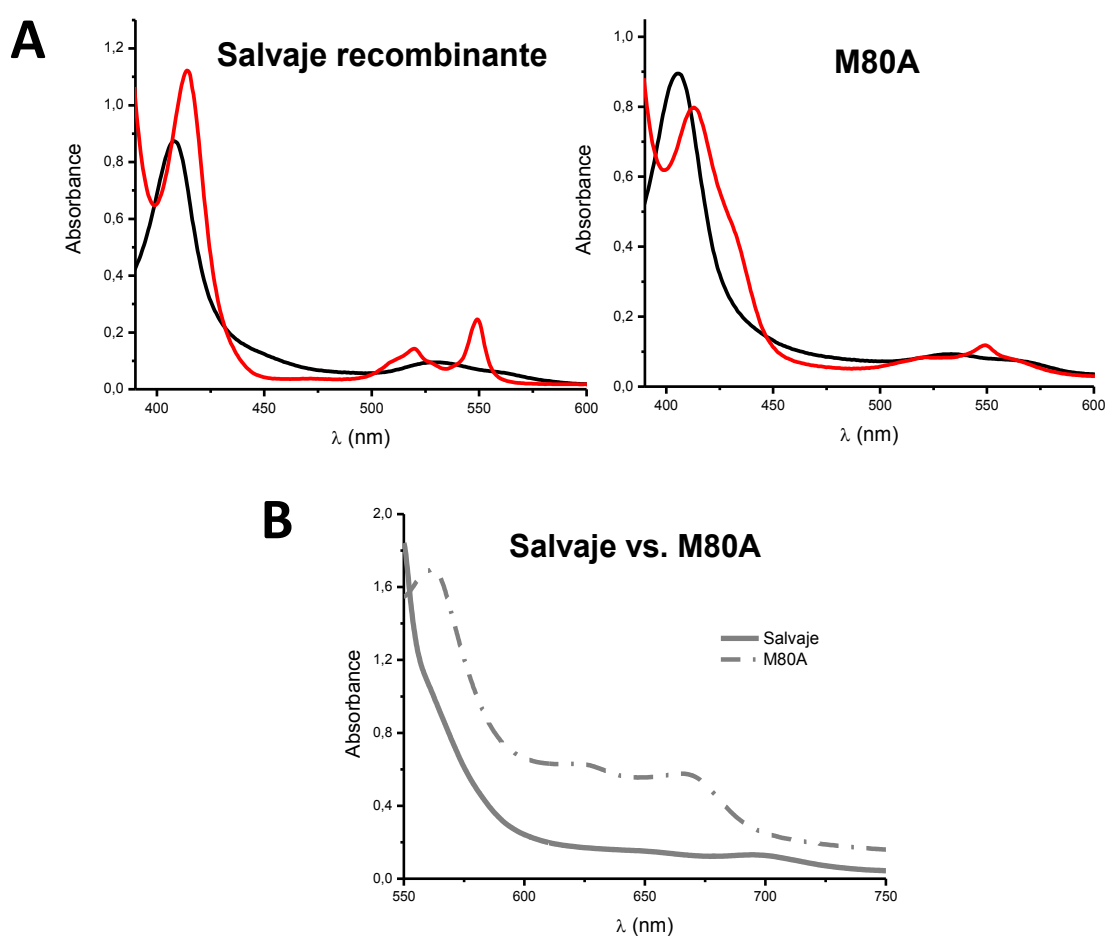 A
Salvaje recombinante
M80A
Absorbance
1,2
1,0
0,8
0,6
0,4
0,2
0,0
400
450
500
550
600
λ (nm)
Absorbance
1,0
0,8
0,6
0,4
0,2
0,0
400
450
500
550
600
λ (nm)
B
Salvaje vs. M80A
Absorbance
2,0
1,6
1,2
0,8
0,4
0,0
Salvaje
M80A
550
600
650
700
750
λ (nm)